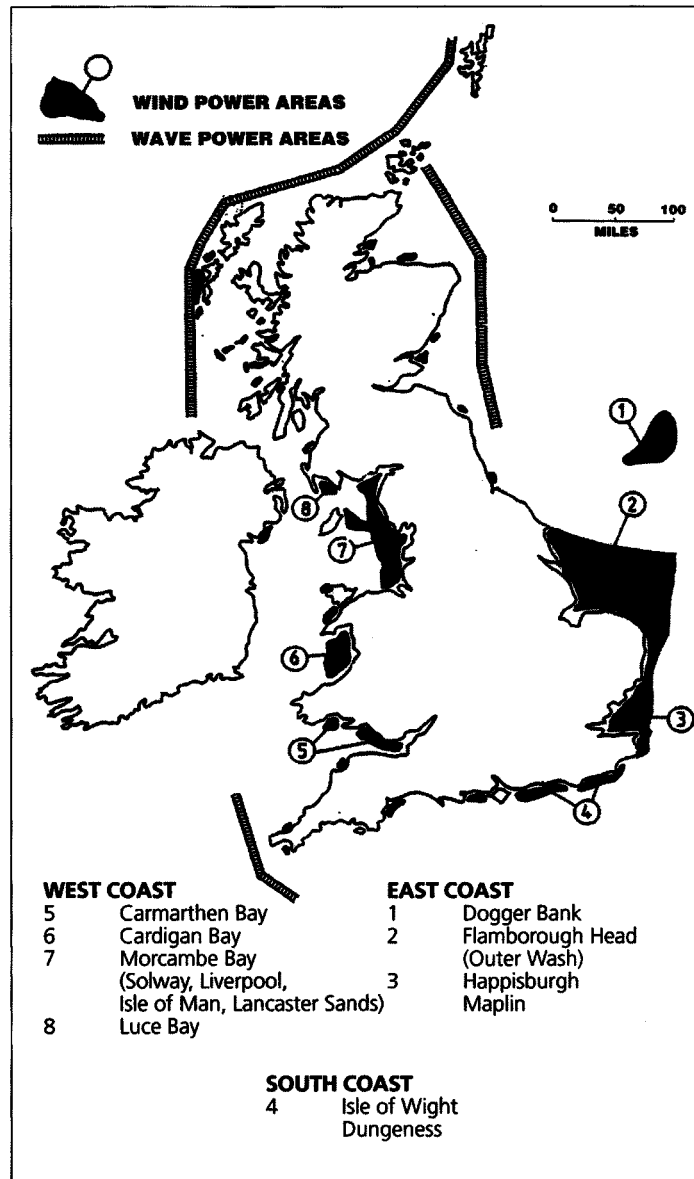 WIND POWER AREAS
WAVE POWER AREAS
0 50 100
MILES
1
2
8
7
6
3
5
4
WEST COAST
5 Carmarthen Bay
6 Cardigan Bay
7 Morcambe Bay
(Solway, Liverpool,
Isle of Man, Lancaster Sands)
8 Luce Bay
EAST COAST
1 Dogger Bank
2 Flamborough Head
(Outer Wash)
3 Happisburgh
Maplin
SOUTH COAST
4 Isle of Wight
Dungeness